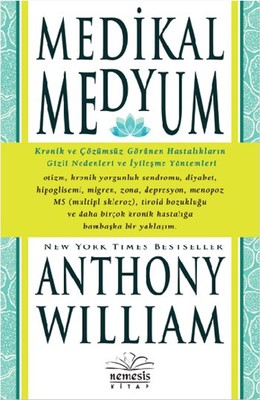 MEDİKAL
MEDYUM
Kronik ve Çözümsüz Görünen Hastalıkların
Gizli Nedenleri ve İyileşme Yöntemleri
otizm, kronik yorgunluk sendromu, diyabet,
hipoglisemi, migren, zona, depresyon, menopoz
MS (multipl skleroz), tiroid bozukluğu
ve daha birçok kronik hastalığa
bambaşka bir yaklaşım.
NEW YORK TIMES BESTSELLER
ANTHONY
WILLIAM
nemesis
KİTAP